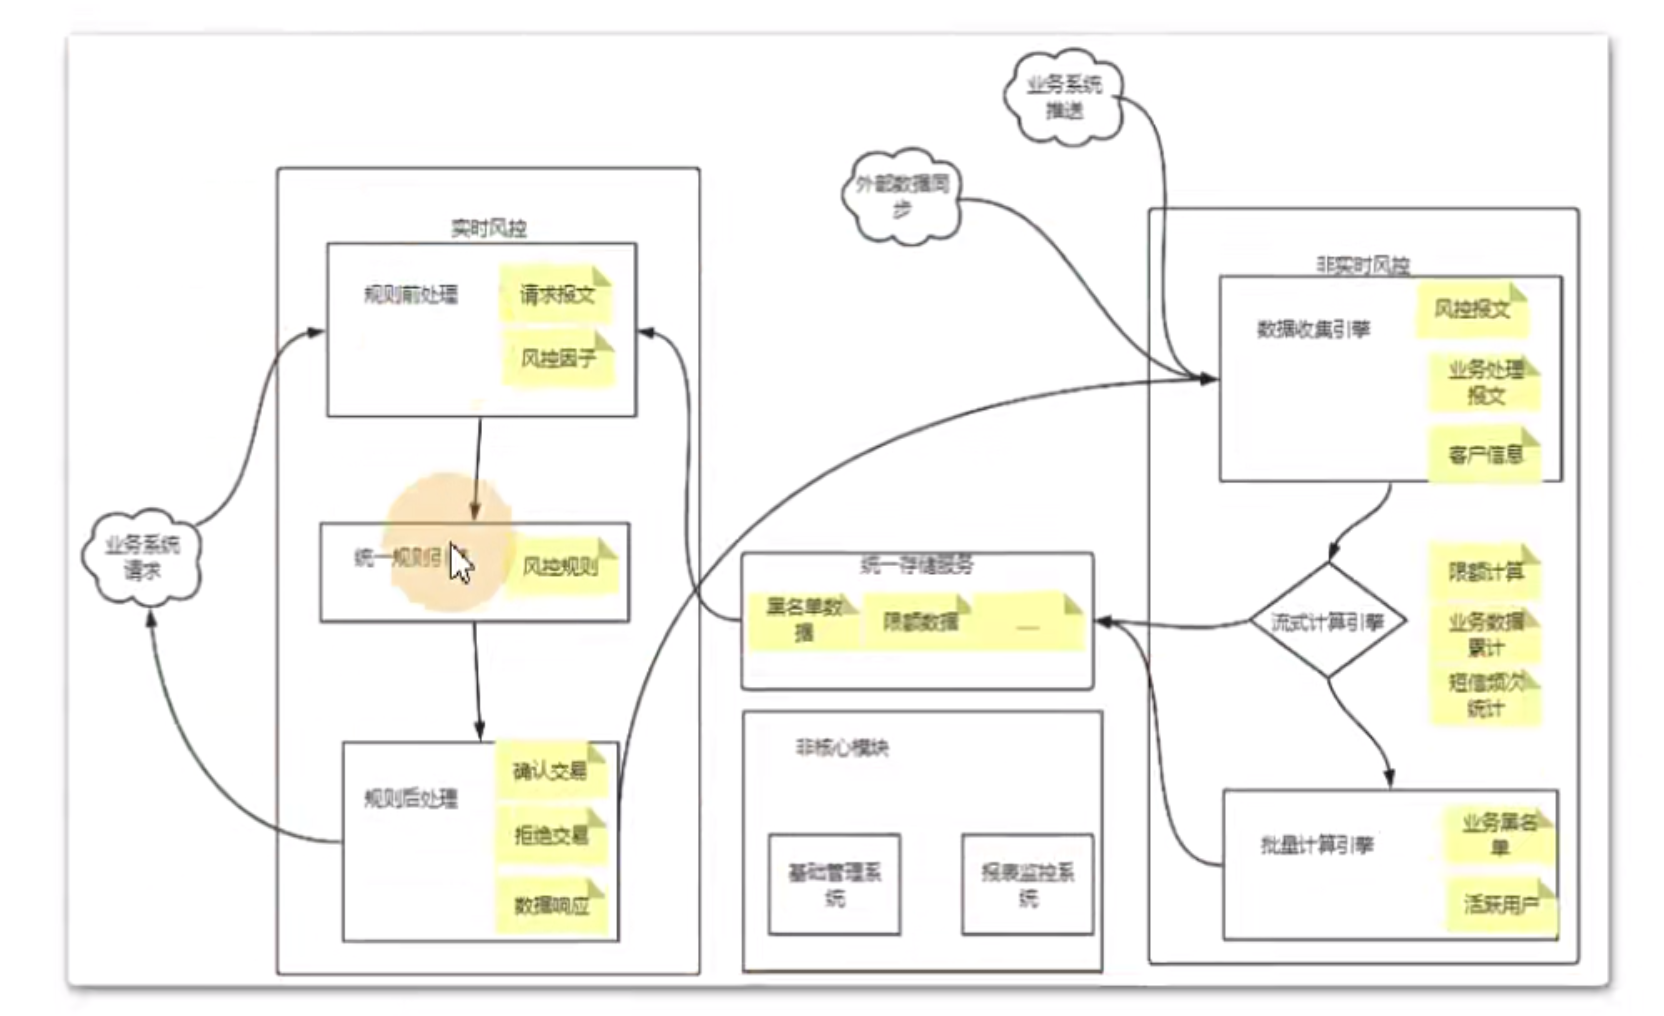 业务系统
推送
外部数据同
步
实时风控
规则前处理
请求报文
风控因子
统一规则引
风控规则
规则后处理
确认交易
拒绝交易
数据响应
业务系统
请求
统一存储服务
黑名单数
据
限额数据
非核心模块
基础管理系
统
报表监控系
统
非实时风控
数据收集引擎
风控报文
业务处理
报文
客户信息
流式计算引擎
限额计算
业务数据
累计
短信频次
统计
批量计算引擎
业务黑名
单
活跃用户